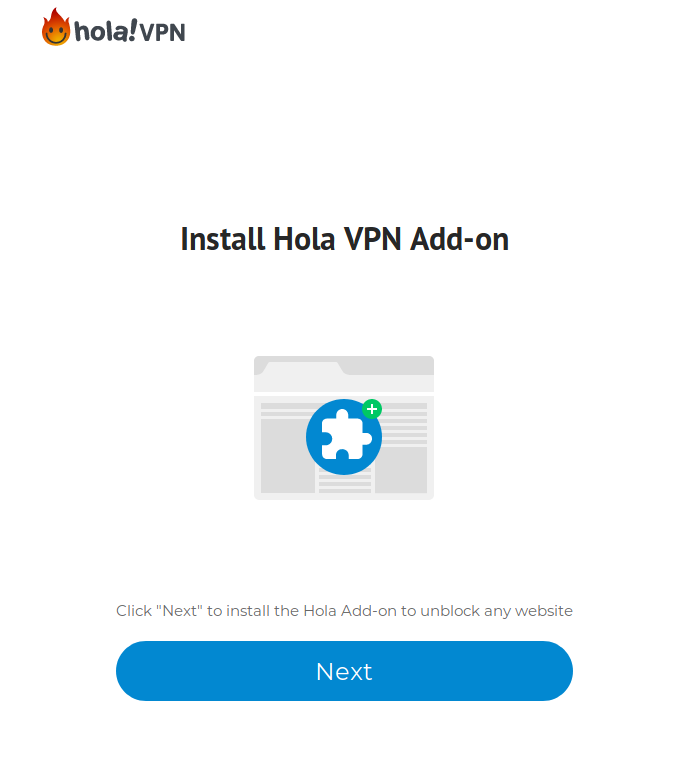 hola! VPN
Install Hola VPN Add-on
Click "Next" to install the Hola Add-on to unblock any website
Next